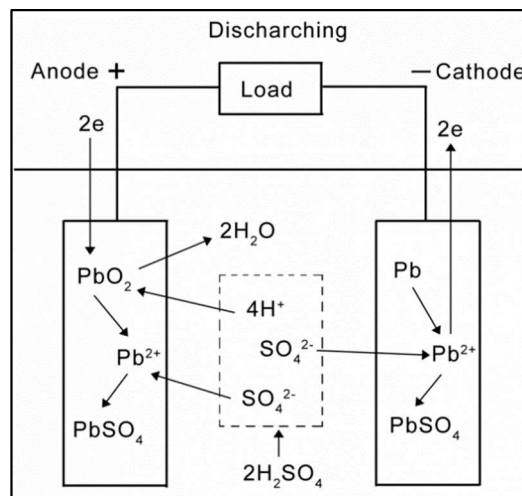 Discharching
Anode +
Load
− Cathode
2e
2e
2H₂O
PbO₂
Pb
4H⁺
SO₄²⁻
Pb²⁺
Pb²⁺
SO₄²⁻
PbSO₄
PbSO₄
2H₂SO₄